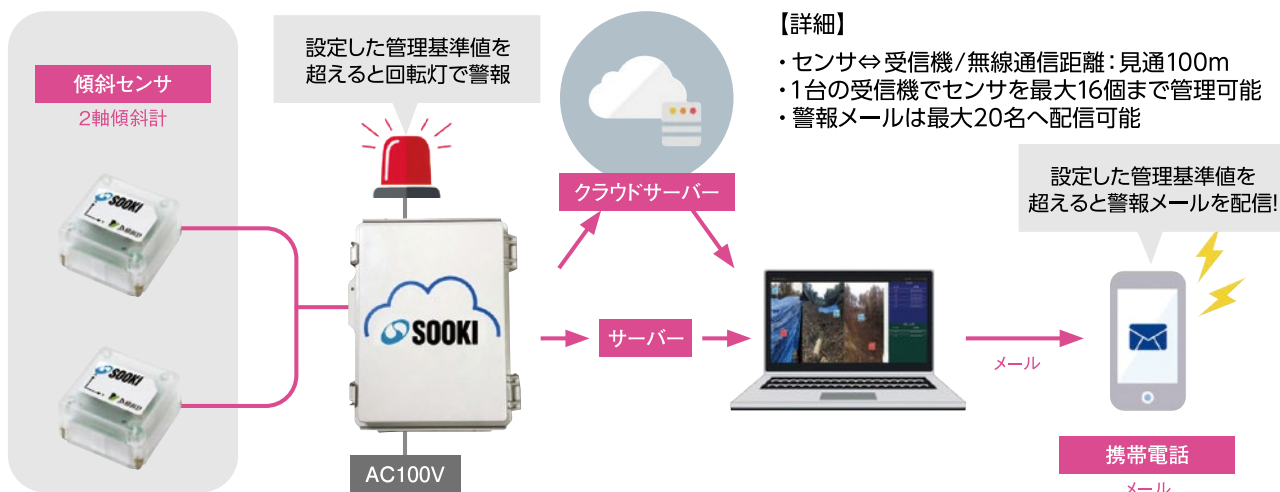 傾斜センサ
2軸傾斜計
SOOKI
SOOKI
設定した管理基準値を
超えると回転灯で警報
SOOKI
AC100V
クラウドサーバー
サーバー
【詳細】
・センサ⇔受信機/無線通信距離：見通100m
・1台の受信機でセンサを最大16個まで管理可能
・警報メールは最大20名へ配信可能
設定した管理基準値を
超えると警報メールを配信!
メール
携帯電話
メール